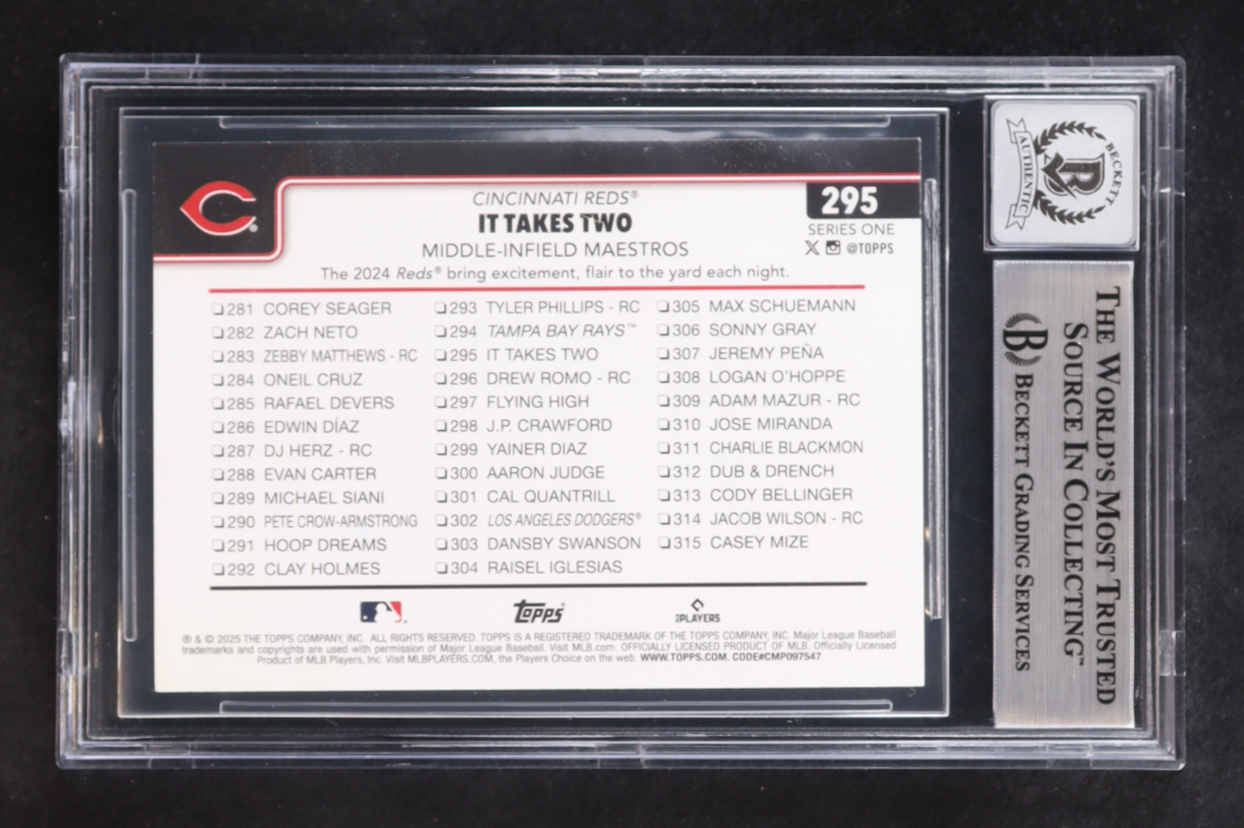 CINCINNATI REDS®
IT TAKES TWO
MIDDLE-INFIELD MAESTROS
The 2024 Reds® bring excitement, flair to the yard each night.
295
SERIES ONE
@TOPPS
281 COREY SEAGER
282 ZACH NETO
283 ZEBBY MATTHEWS - RC
284 ONEIL CRUZ
285 RAFAEL DEVERS
286 EDWIN DÍAZ
287 DJ HERZ - RC
288 EVAN CARTER
289 MICHAEL SIANI
290 PETE CROW-ARMSTRONG
291 HOOP DREAMS
292 CLAY HOLMES
293 TYLER PHILLIPS - RC
294 TAMPA BAY RAYS™
295 IT TAKES TWO
296 DREW ROMO - RC
297 FLYING HIGH
298 J.P. CRAWFORD
299 YAINER DIAZ
300 AARON JUDGE
301 CAL QUANTRILL
302 LOS ANGELES DODGERS®
303 DANSBY SWANSON
304 RAISEL IGLESIAS
305 MAX SCHUEMANN
306 SONNY GRAY
307 JEREMY PEÑA
308 LOGAN O'HOPPE
309 ADAM MAZUR - RC
310 JOSE MIRANDA
311 CHARLIE BLACKMON
312 DUB & DRENCH
313 CODY BELLINGER
314 JACOB WILSON - RC
315 CASEY MIZE
topps®
PLAYERS
® & © 2025 THE TOPPS COMPANY, INC. ALL RIGHTS RESERVED. TOPPS IS A REGISTERED TRADEMARK OF THE TOPPS COMPANY, INC. Major League Baseball
trademarks and copyrights are used with permission of Major League Baseball. Visit MLB.com. OFFICIALLY LICENSED PRODUCT OF MLB. Officially Licensed
Product of MLB Players, Inc. Visit MLBPLAYERS.COM, the Players Choice on the web. WWW.TOPPS.COM. CODE#CMP097547
BECKETT
AUTHENTIC
THE WORLD'S MOST TRUSTED
SOURCE IN COLLECTING™
B
BECKETT GRADING SERVICES